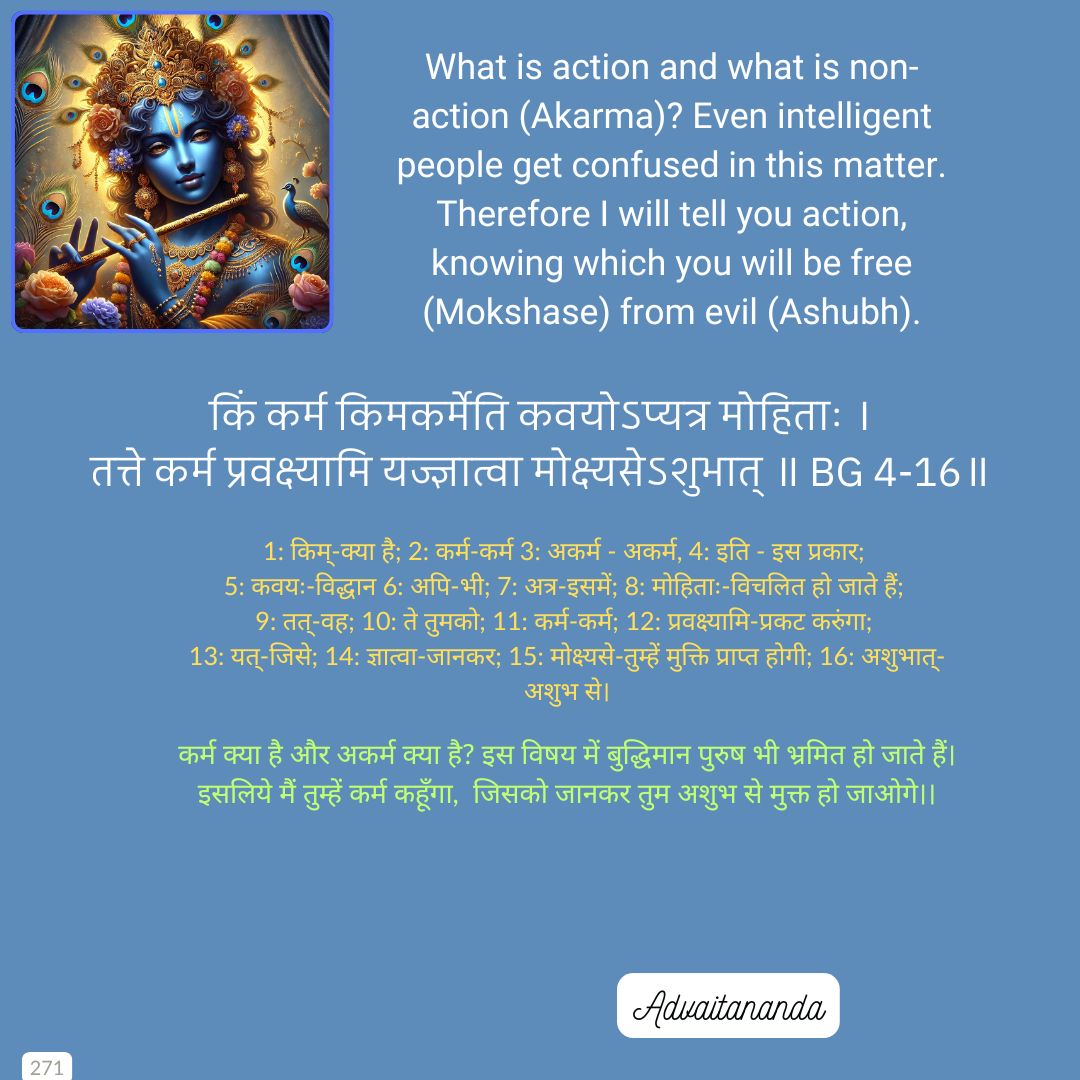 What is action and what is non-
action (Akarma)? Even intelligent
people get confused in this matter.
Therefore I will tell you action,
knowing which you will be free
(Mokshase) from evil (Ashubh).
किं कर्म किमकर्मेति कवयोऽप्यत्र मोहिताः ।
तत्ते कर्म प्रवक्ष्यामि यज्ज्ञात्वा मोक्ष्यसेऽशुभात् ॥ BG 4-16॥
1: किम्-क्या है; 2: कर्म-कर्म 3: अकर्म - अकर्म, 4: इति - इस प्रकार;
5: कवयः-विद्धान 6: अपि-भी; 7: अत्र-इसमें; 8: मोहिताः-विचलित हो जाते हैं;
9: तत्-वह; 10: ते तुमको; 11: कर्म-कर्म; 12: प्रवक्ष्यामि-प्रकट करुंगा;
13: यत्-जिसे; 14: ज्ञात्वा-जानकर; 15: मोक्ष्यसे-तुम्हें मुक्ति प्राप्त होगी; 16: अशुभात्-
अशुभ से।
कर्म क्या है और अकर्म क्या है? इस विषय में बुद्धिमान पुरुष भी भ्रमित हो जाते हैं।
इसलिये मैं तुम्हें कर्म कहूँगा, जिसको जानकर तुम अशुभ से मुक्त हो जाओगे।।
Advaitananda
271